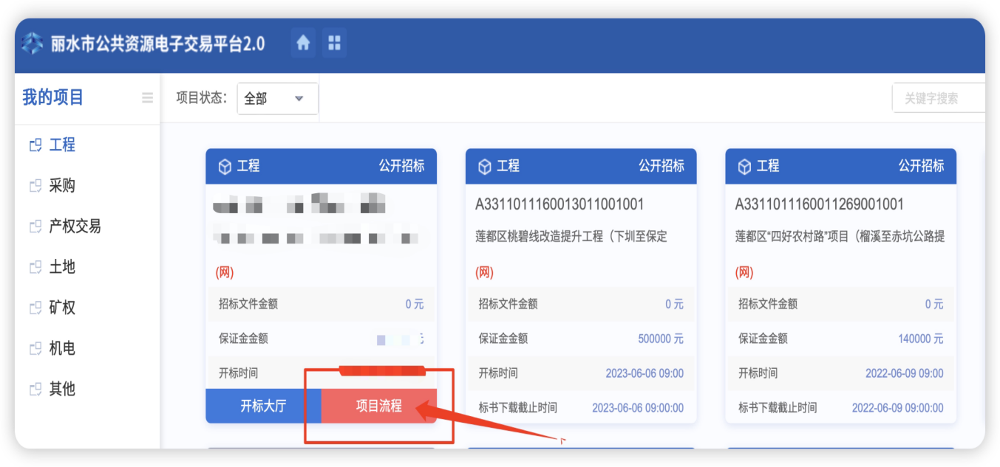 丽水市公共资源电子交易平台2.0
我的项目
项目状态：
全部
关键字搜索
工程
采购
产权交易
土地
矿权
机电
其他
工程 公开招标
(网)
招标文件金额 0 元
保证金金额
开标时间
开标大厅 项目流程
工程 公开招标
A3311011160013011001001
莲都区桃碧线改造提升工程（下圳至保定
(网)
招标文件金额 0 元
保证金金额 500000 元
开标时间 2023-06-06 09:00
标书下载截止时间 2023-06-06 09:00:00
工程 公开招标
A3311011160011269001001
莲都区“四好农村路”项目（榴溪至赤坑公路提
(网)
招标文件金额 0 元
保证金金额 140000 元
开标时间 2022-06-09 09:00
标书下载截止时间 2022-06-09 09:00:00